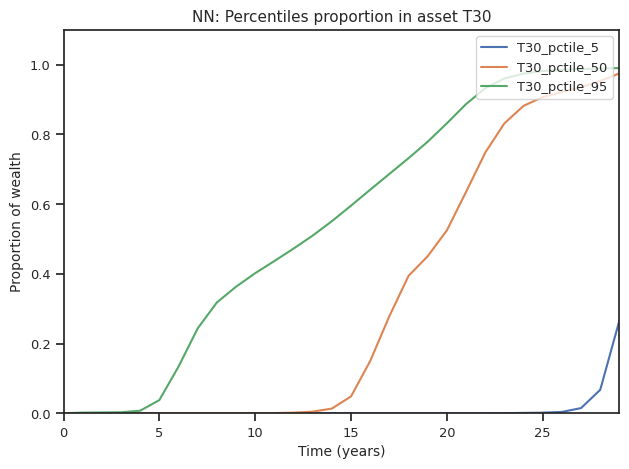 NN: Percentiles proportion in asset T30
T30_pctile_5
T30_pctile_50
T30_pctile_95
Proportion of wealth
1.0
0.8
0.6
0.4
0.2
0.0
0 5 10 15 20 25
Time (years)